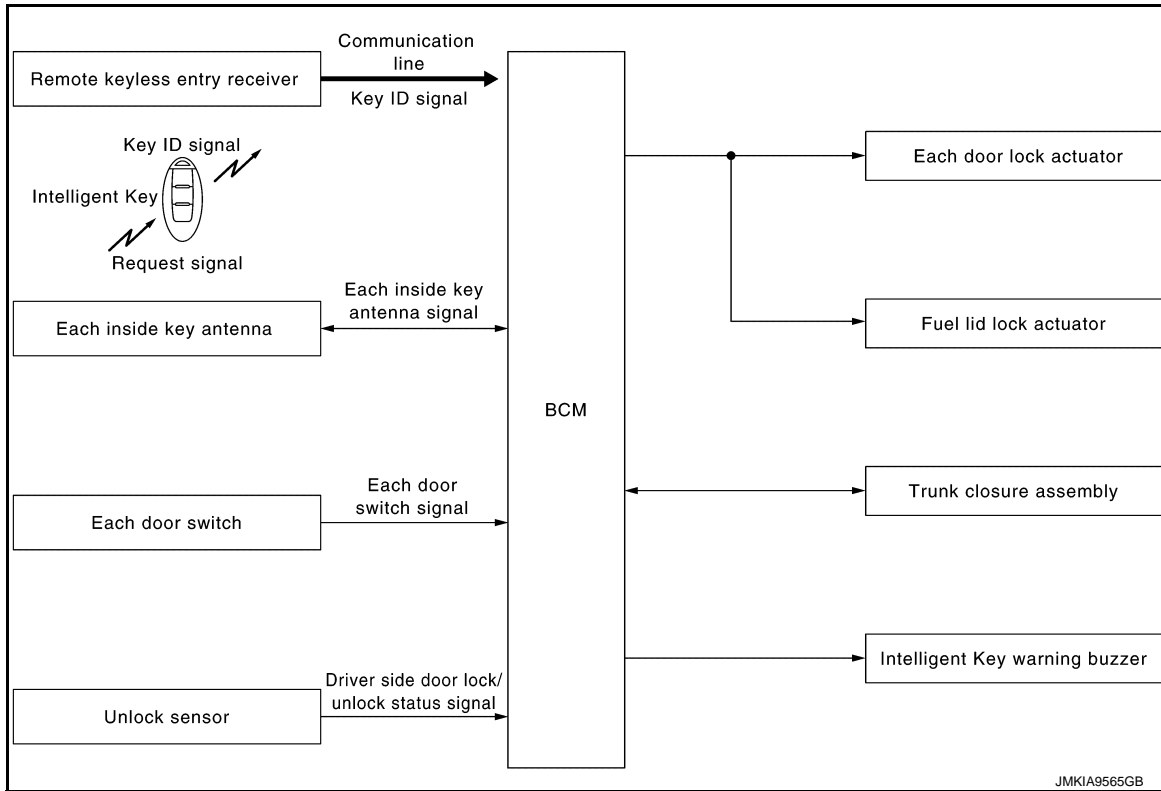 Communication
line
Remote keyless entry receiver
Key ID signal
Key ID signal
Intelligent Key
Request signal
Each inside key
antenna signal
Each inside key antenna
Each door
switch signal
Each door switch
Driver side door lock/
unlock status signal
Unlock sensor
BCM
Each door lock actuator
Fuel lid lock actuator
Trunk closure assembly
Intelligent Key warning buzzer
JMKIA9565GB